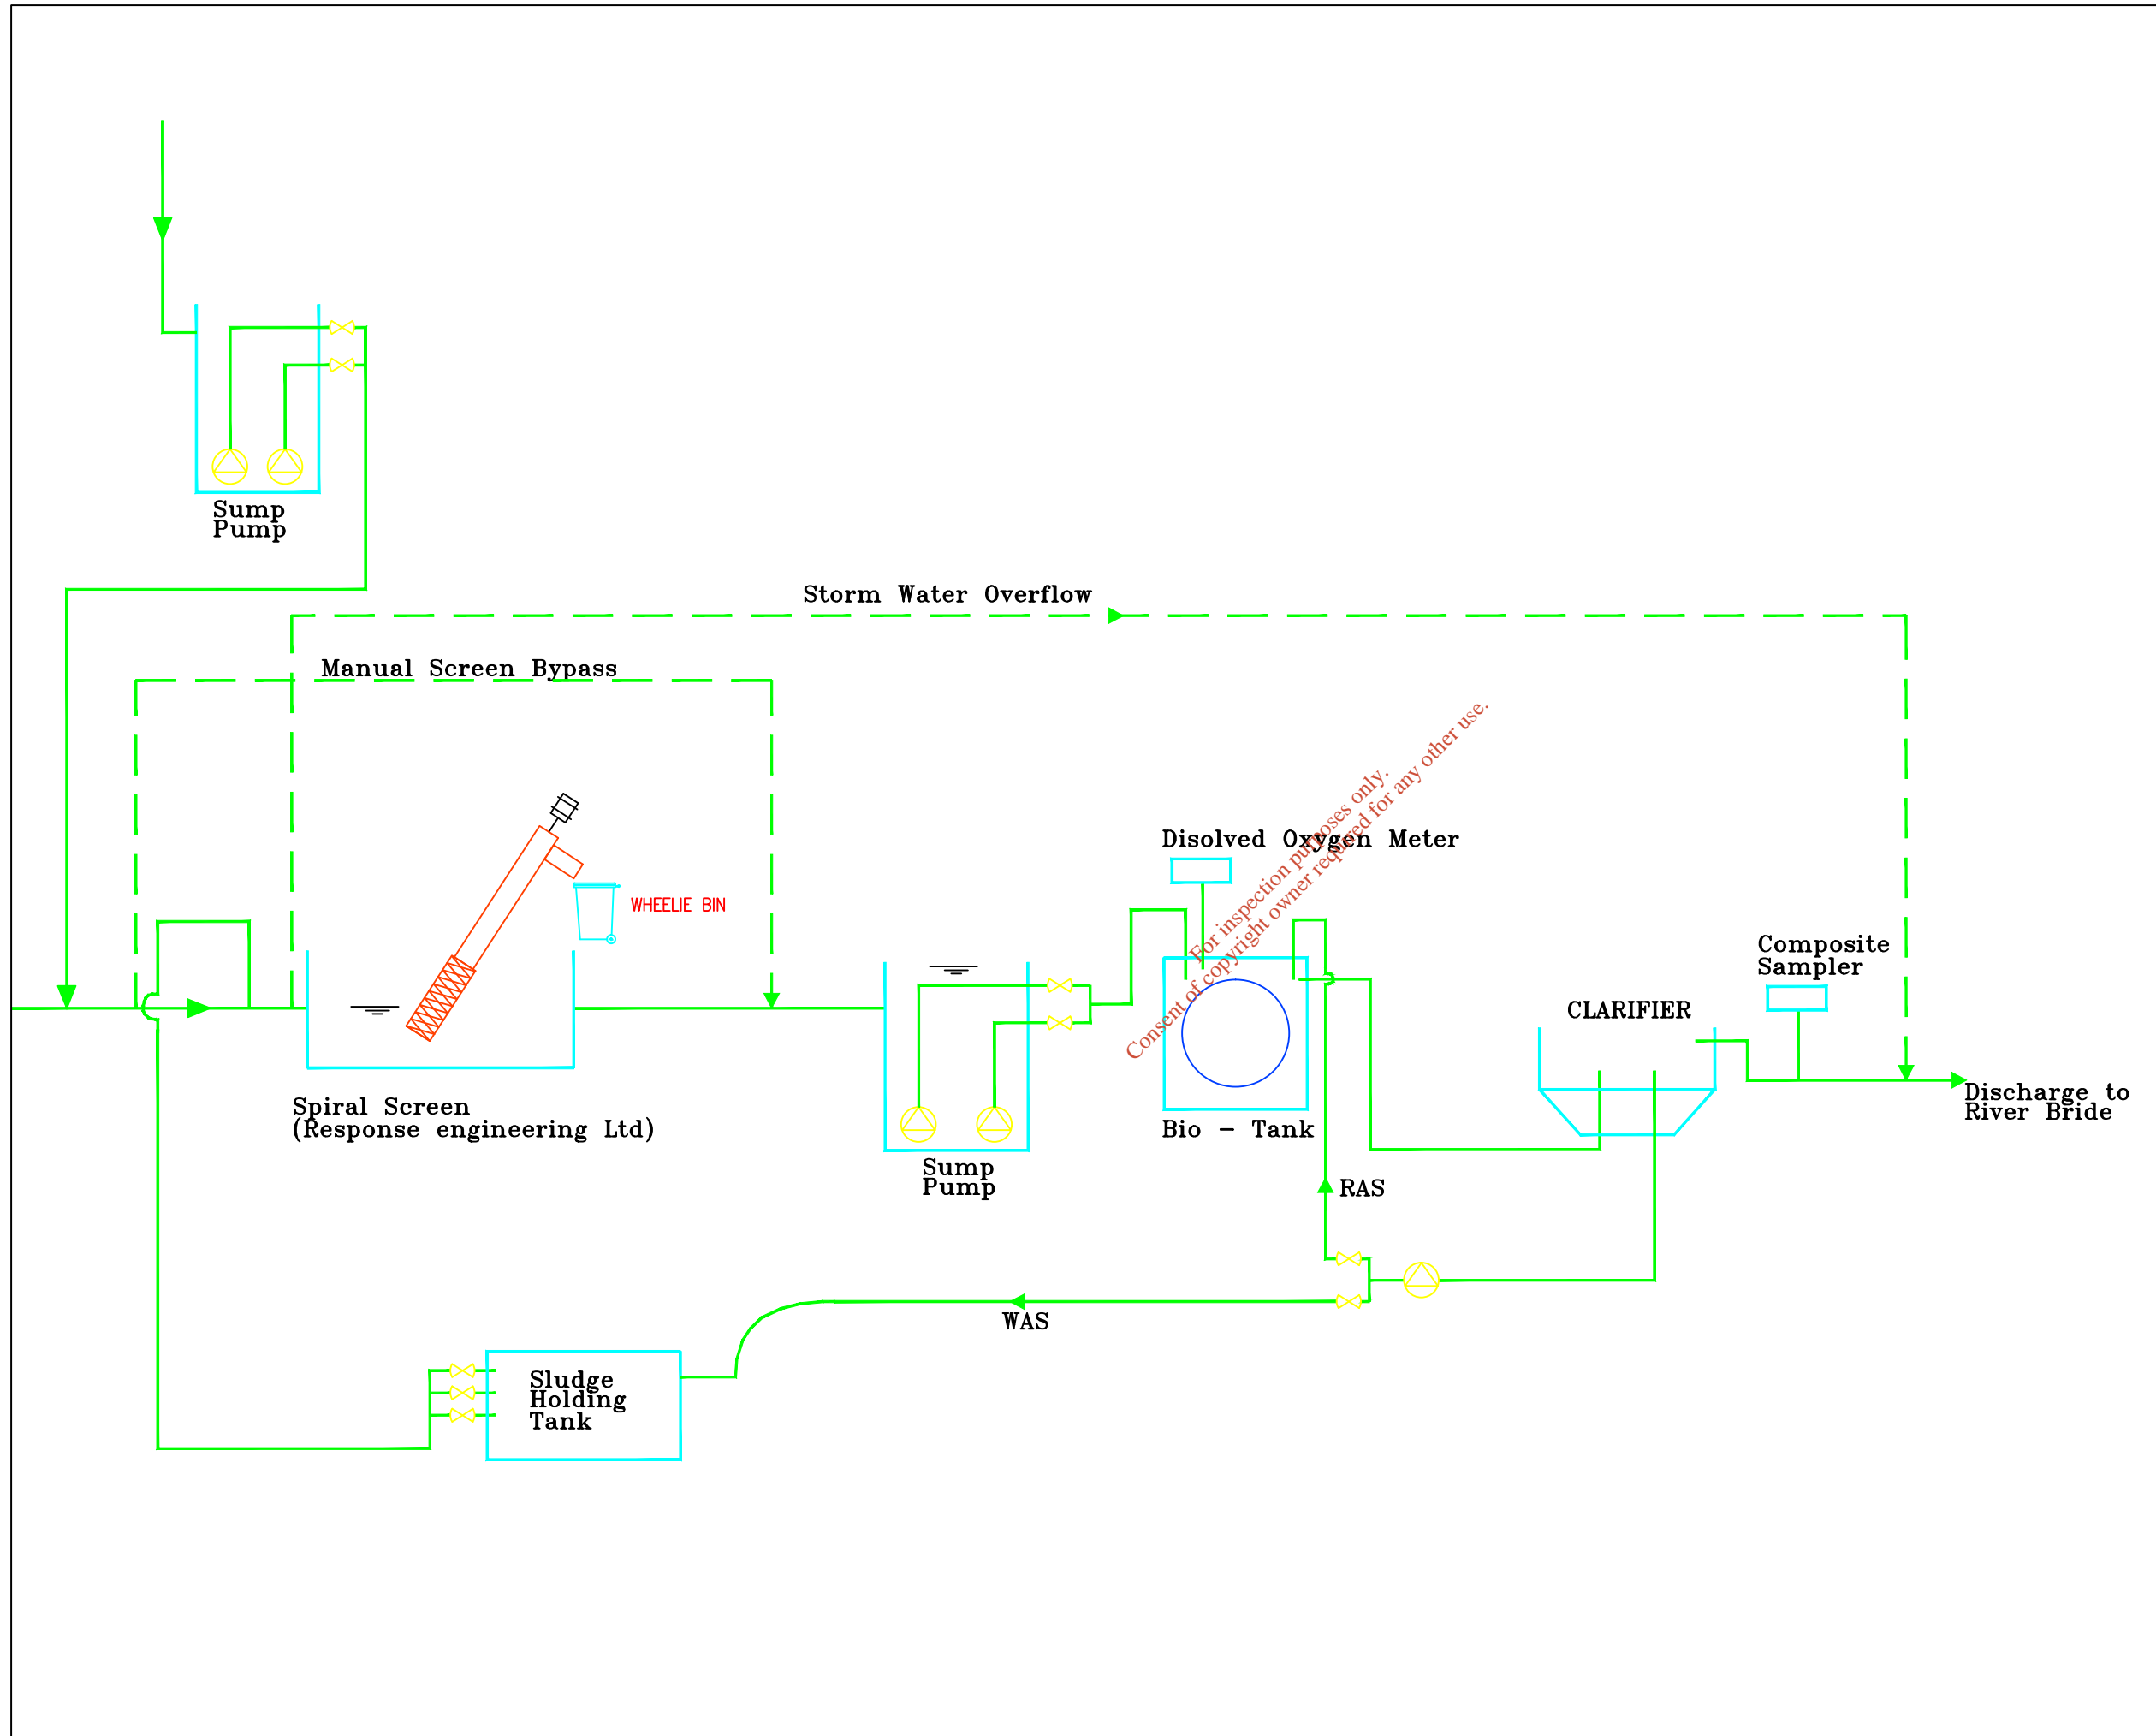 Sump
Pump
Storm Water Overflow
Manual Screen Bypass
For inspection purposes only.
Consent of copyright owner required for any other use.
Disolved Oxygen Meter
WHEELIE BIN
Composite
Sampler
CLARIFIER
Discharge to
River Bride
Spiral Screen
(Response engineering Ltd)
Bio - Tank
Sump
Pump
RAS
WAS
Sludge
Holding
Tank